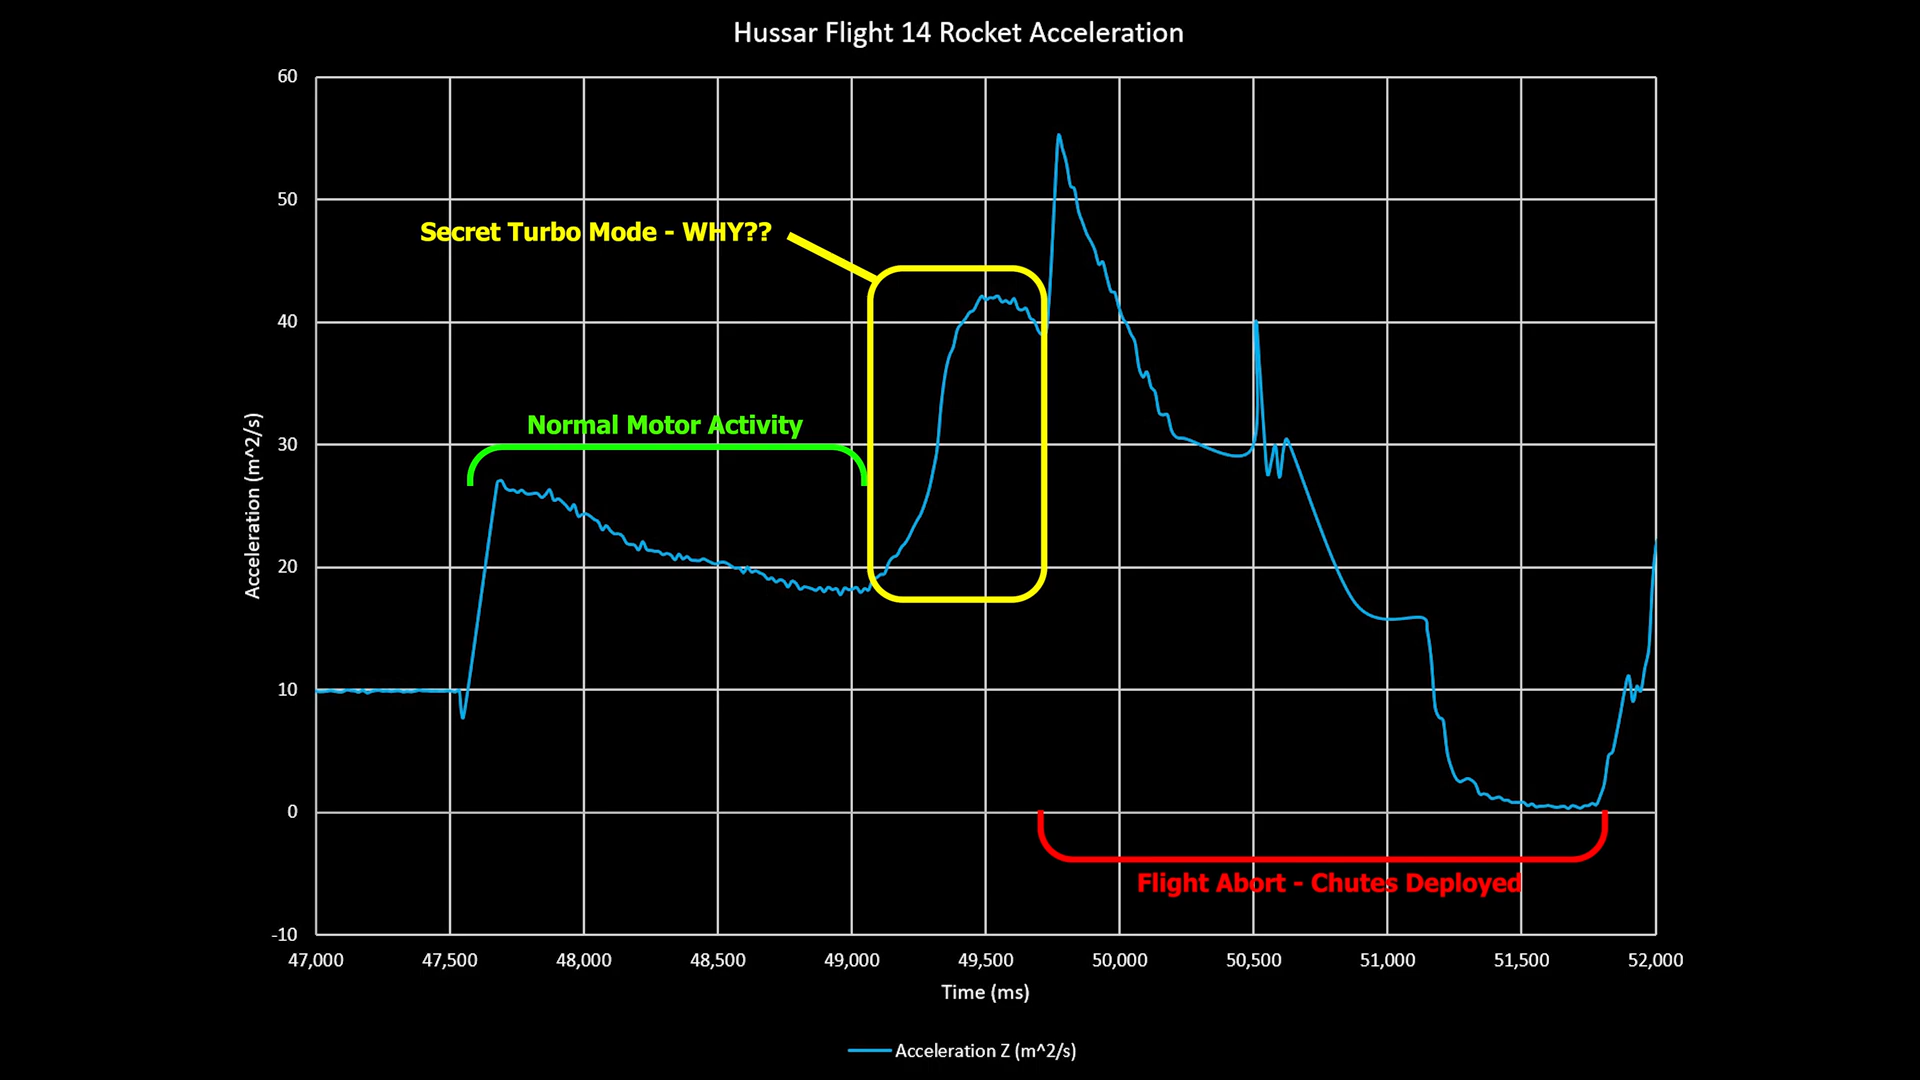 Hussar Flight 14 Rocket Acceleration
60
50
40
30
20
10
0
-10
Acceleration (m^2/s)
Secret Turbo Mode - WHY??
Normal Motor Activity
Flight Abort - Chutes Deployed
47,000 47,500 48,000 48,500 49,000 49,500 50,000 50,500 51,000 51,500 52,000
Time (ms)
Acceleration Z (m^2/s)